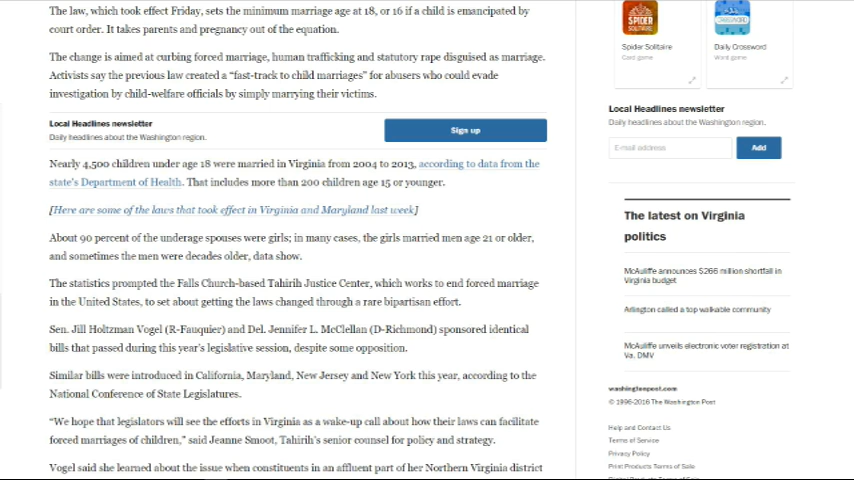 The law, which took effect Friday, sets the minimum marriage age at 18, or 16 if a child is emancipated by
court order. It takes parents and pregnancy out of the equation.
The change is aimed at curbing forced marriage, human trafficking and statutory rape disguised as marriage.
Activists say the previous law created a “fast-track to child marriages” for abusers who could evade
investigation by child-welfare officials by simply marrying their victims.
Local Headlines newsletter
Daily headlines about the Washington region.
Sign up
Nearly 4,500 children under age 18 were married in Virginia from 2004 to 2013, according to data from the
state’s Department of Health. That includes more than 200 children age 15 or younger.
[Here are some of the laws that took effect in Virginia and Maryland last week]
About 90 percent of the underage spouses were girls; in many cases, the girls married men age 21 or older,
and sometimes the men were decades older, data show.
The statistics prompted the Falls Church-based Tahirih Justice Center, which works to end forced marriage
in the United States, to set about getting the laws changed through a rare bipartisan effort.
Sen. Jill Holtzman Vogel (R-Fauquier) and Del. Jennifer L. McClellan (D-Richmond) sponsored identical
bills that passed during this year’s legislative session, despite some opposition.
Similar bills were introduced in California, Maryland, New Jersey and New York this year, according to the
National Conference of State Legislatures.
“We hope that legislators will see the efforts in Virginia as a wake-up call about how their laws can facilitate
forced marriages of children,” said Jeanne Smoot, Tahirih’s senior counsel for policy and strategy.
Vogel said she learned about the issue when constituents in an affluent part of her Northern Virginia district
SPIDER
SOLITAIRE
Spider Solitaire
Card game
CROSSWORD
Daily Crossword
Word game
Local Headlines newsletter
Daily headlines about the Washington region.
E-mail address
Add
The latest on Virginia
politics
McAuliffe announces $266 million shortfall in
Virginia budget
Arlington called a top walkable community
McAuliffe unveils electronic voter registration at
Va. DMV
washingtonpost.com
© 1996-2016 The Washington Post
Help and Contact Us
Terms of Service
Privacy Policy
Print Products Terms of Sale
Digital Products Terms of Sale